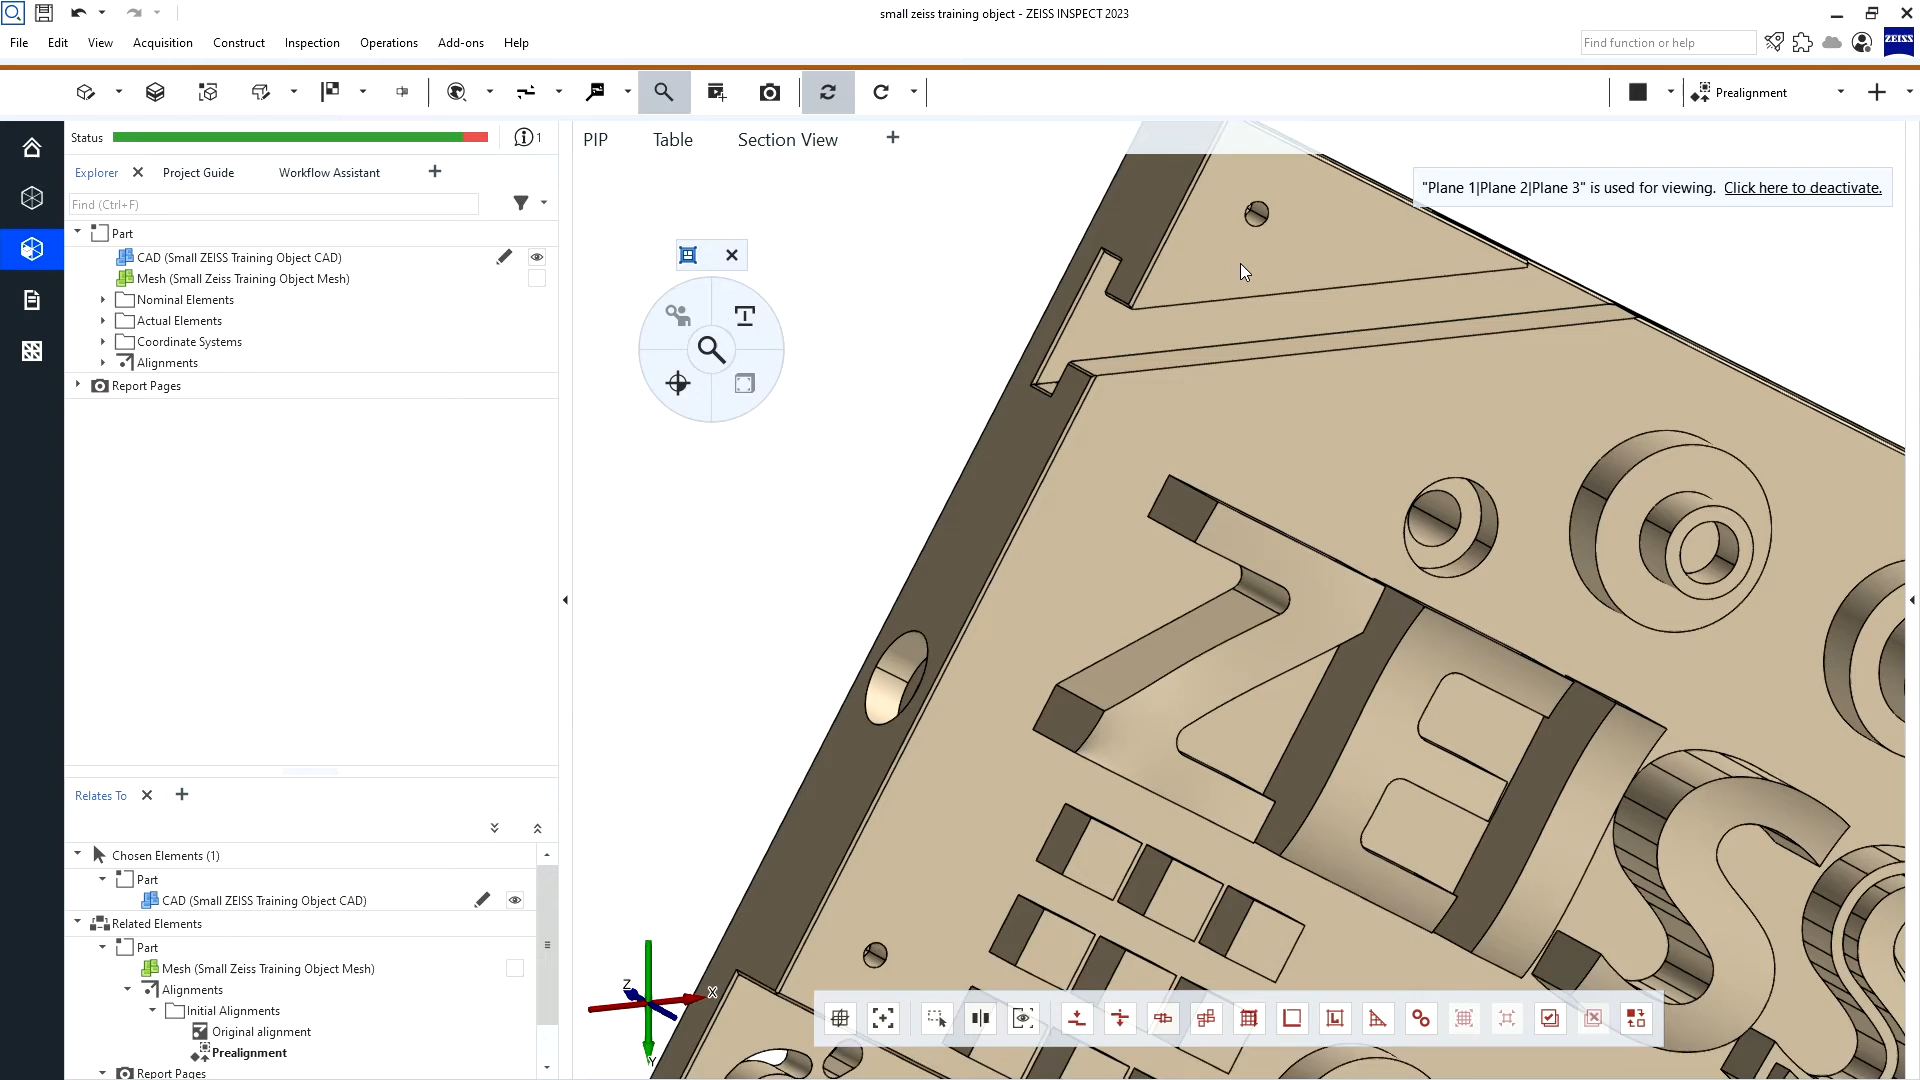 small zeiss training object - ZEISS INSPECT 2023
File Edit View Acquisition Construct Inspection Operations Add-ons Help
Find function or help
ZEISS
Prealignment
Status
1
PIP Table Section View
Explorer Project Guide Workflow Assistant
"Plane 1|Plane 2|Plane 3" is used for viewing. Click here to deactivate.
Find (Ctrl+F)
Part
CAD (Small ZEISS Training Object CAD)
Mesh (Small Zeiss Training Object Mesh)
Nominal Elements
Actual Elements
Coordinate Systems
Alignments
Report Pages
ZEISS
Relates To
Chosen Elements (1)
Part
CAD (Small ZEISS Training Object CAD)
Related Elements
Part
Mesh (Small Zeiss Training Object Mesh)
Alignments
Initial Alignments
Original alignment
Prealignment
Report Pages
Z
X
Y